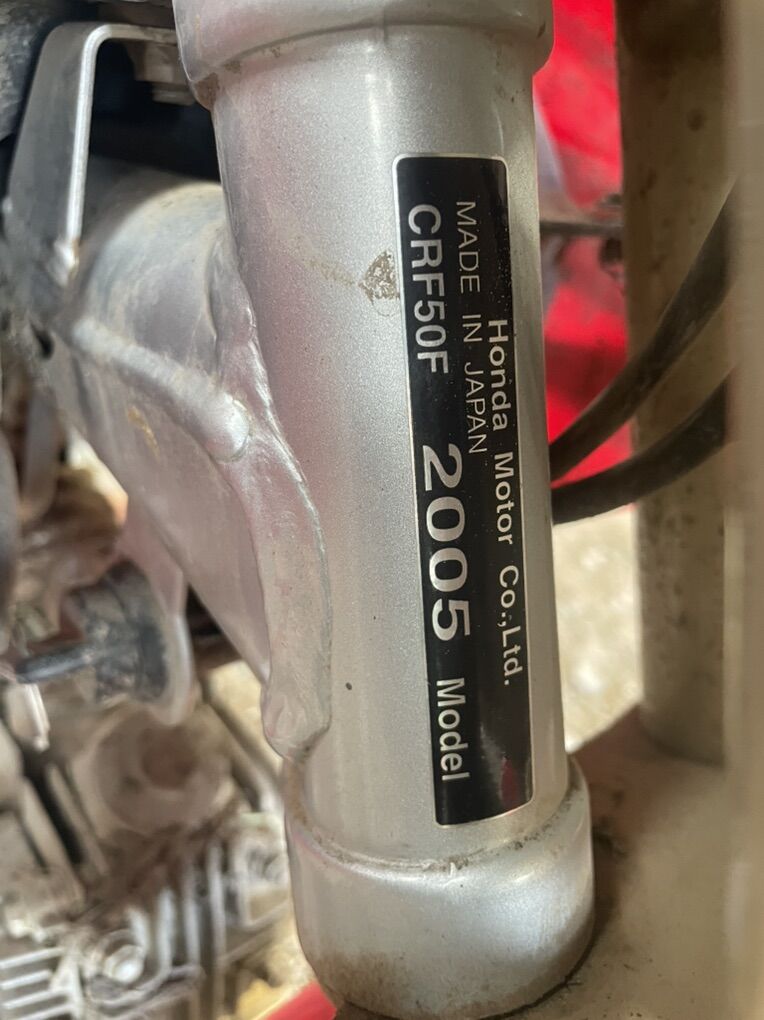 Honda Motor Co.,Ltd.
MADE IN JAPAN
CRF50F 2005 Model